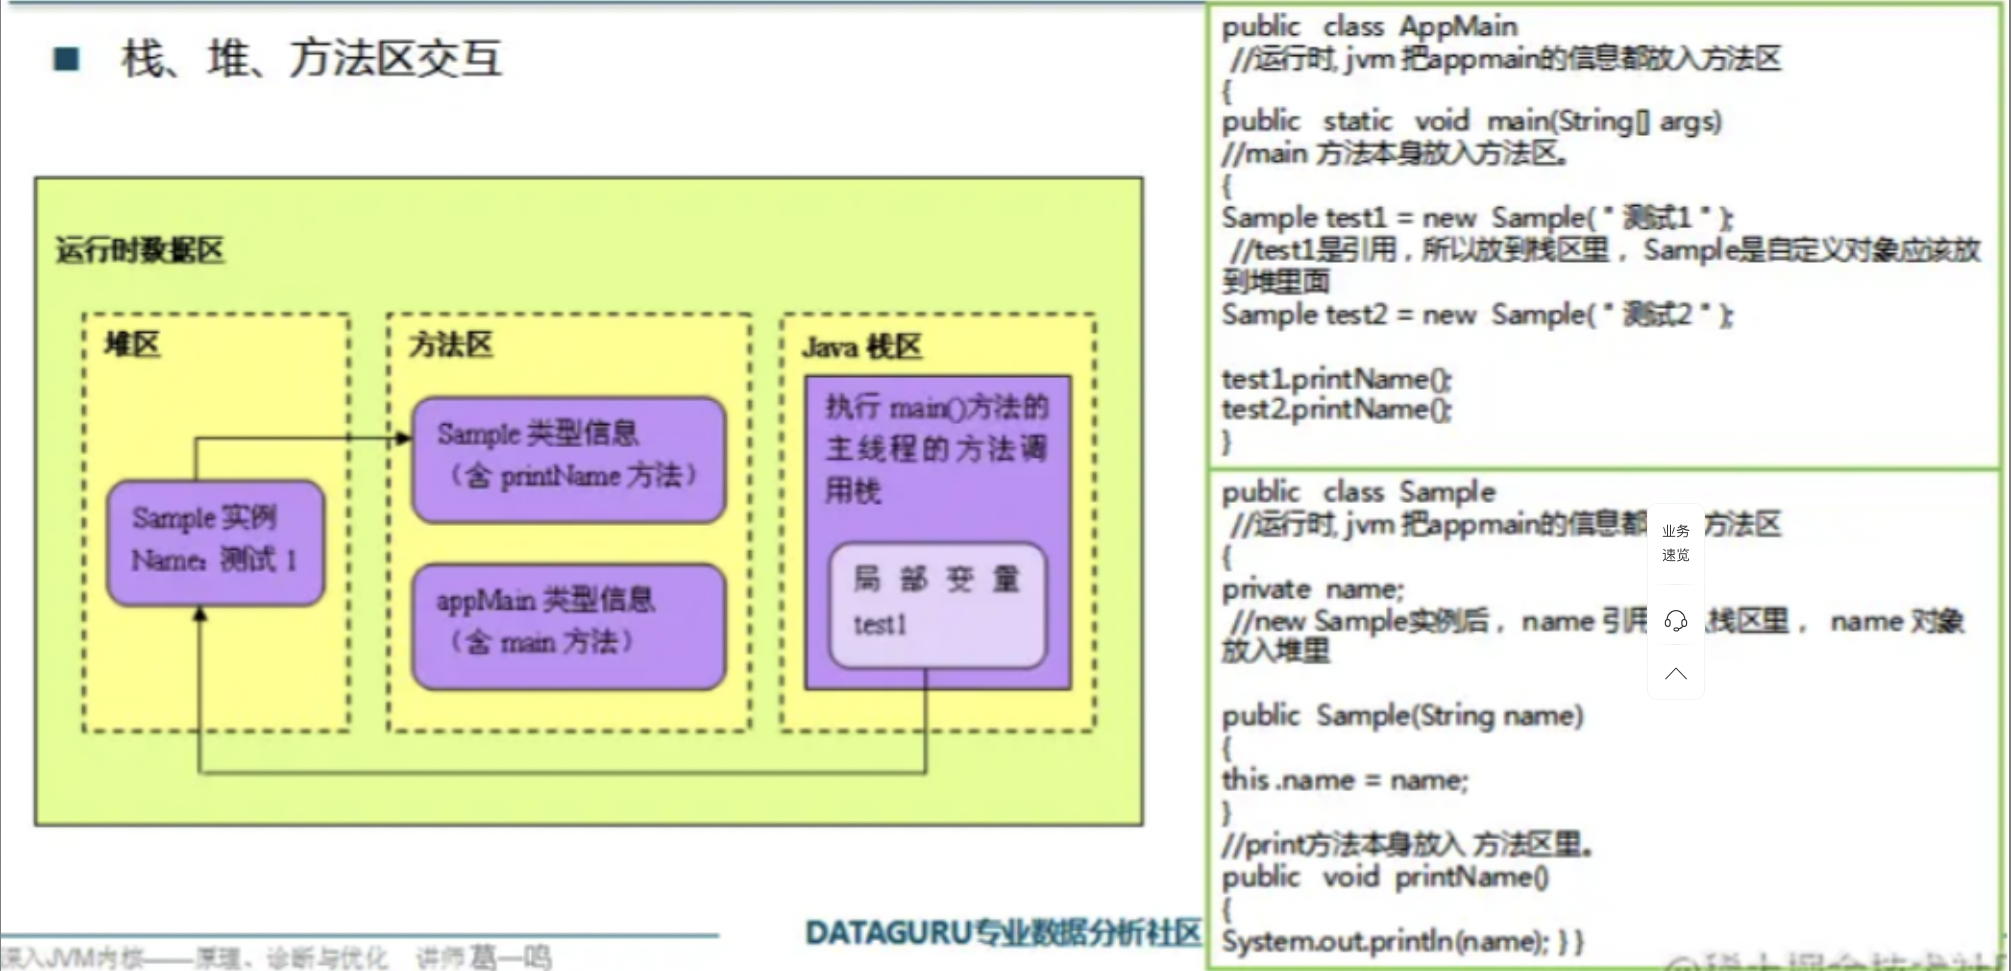 栈、堆、方法区交互
运行时数据区
堆区
Sample 实例
Name: 测试 1
方法区
Sample 类型信息
（含 printName 方法）
appMain 类型信息
（含 main 方法）
Java 栈区
执行 main()方法的
主线程的方法调
用栈
局部变量
test1
DATAGURU专业数据分析社区
深入JVM内核——原理、诊断与优化 讲师 葛一鸣
public class AppMain
//运行时, jvm 把appmain的信息都放入方法区
{
public static void main(String[] args)
//main 方法本身放入方法区。
{
Sample test1 = new Sample( " 测试1 " );
//test1是引用，所以放到栈区里， Sample是自定义对象应该放
到堆里面
Sample test2 = new Sample( " 测试2 " );
test1.printName();
test2.printName();
}
public class Sample
//运行时, jvm 把appmain的信息都 方法区
{
private name;
//new Sample实例后， name 引用 栈区里， name 对象
放入堆里
public Sample(String name)
{
this .name = name;
}
//print方法本身放入 方法区里。
public void printName()
{
System.out.println(name); } }
业务
速览